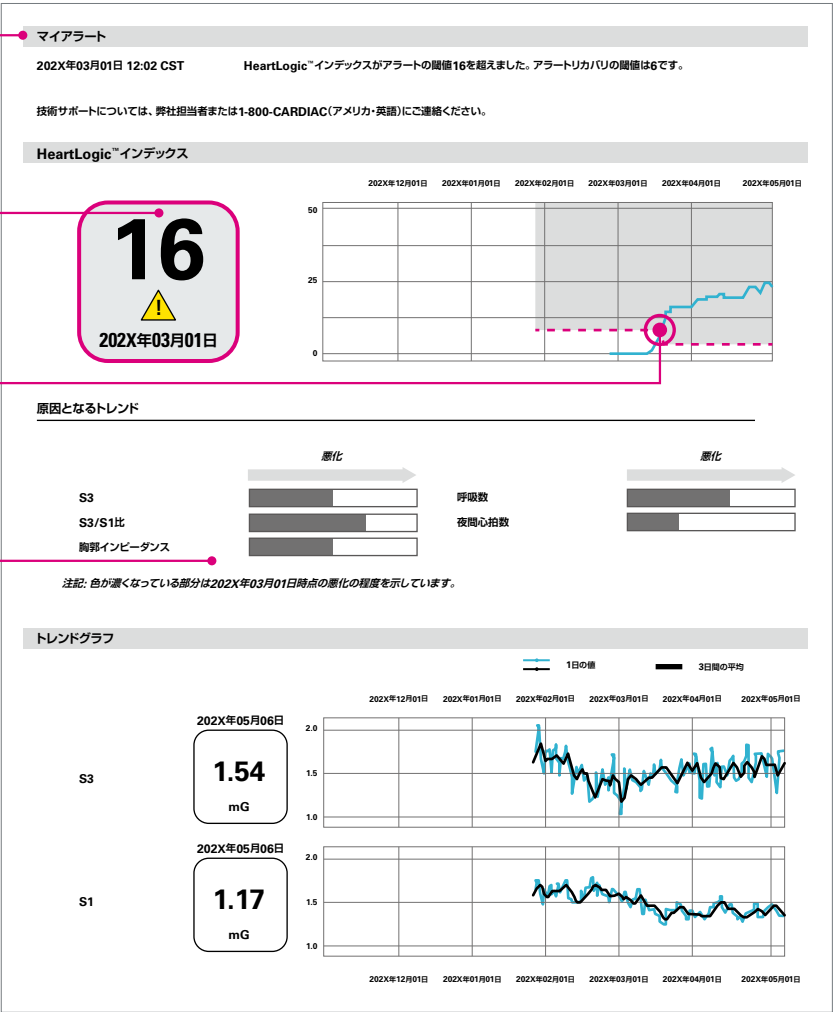 マイアラート
202X年03月01日 12:02 CST HeartLogic™インデックスがアラートの閾値16を超えました。アラートリカバリの閾値は6です。
技術サポートについては、弊社担当者または1-800-CARDIAC(アメリカ・英語)にご連絡ください。
HeartLogic™インデックス
202X年12月01日 202X年01月01日 202X年02月01日 202X年03月01日 202X年04月01日 202X年05月01日
16
!
202X年03月01日
50
25
0
原因となるトレンド
悪化 悪化
S3 呼吸数
S3/S1比 夜間心拍数
胸郭インピーダンス
注記: 色が濃くなっている部分は202X年03月01日時点の悪化の程度を示しています。
トレンドグラフ
1日の値 3日間の平均
202X年12月01日 202X年01月01日 202X年02月01日 202X年03月01日 202X年04月01日 202X年05月01日
S3
202X年05月06日
1.54
mG
2.0
1.5
1.0
S1
202X年05月06日
1.17
mG
2.0
1.5
1.0
202X年12月01日 202X年01月01日 202X年02月01日 202X年03月01日 202X年04月01日 202X年05月01日